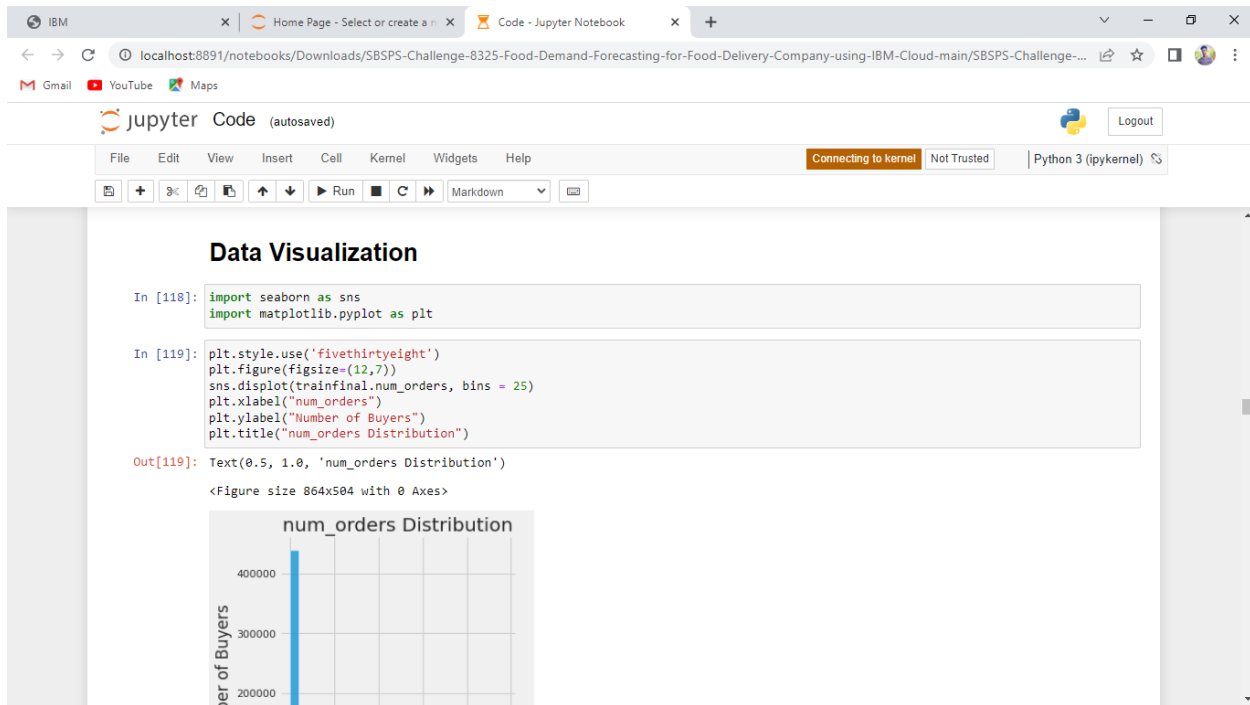 IBM
Home Page - Select or create a n
Code - Jupyter Notebook
localhost:8891/notebooks/Downloads/SBSPS-Challenge-8325-Food-Demand-Forecasting-for-Food-Delivery-Company-using-IBM-Cloud-main/SBSPS-Challenge-...
Gmail YouTube Maps
jupyter Code (autosaved)
Logout
File Edit View Insert Cell Kernel Widgets Help
Connecting to kernel Not Trusted Python 3 (ipykernel)
Run Markdown
Data Visualization
In [118]: import seaborn as sns
import matplotlib.pyplot as plt
In [119]: plt.style.use('fivethirtyeight')
plt.figure(figsize=(12,7))
sns.displot(trainfinal.num_orders, bins = 25)
plt.xlabel("num_orders")
plt.ylabel("Number of Buyers")
plt.title("num_orders Distribution")
Out[119]: Text(0.5, 1.0, 'num_orders Distribution')
<Figure size 864x504 with 0 Axes>
num_orders Distribution
400000
300000
200000
er of Buyers